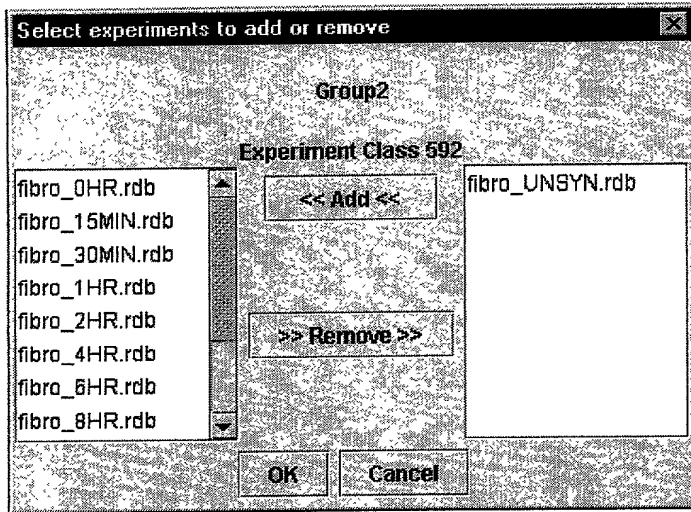 Select experiments to add or remove
Group2
Experiment Class 592
fibro_0HR.rdb
fibro_15MIN.rdb
fibro_30MIN.rdb
fibro_1HR.rdb
fibro_2HR.rdb
fibro_4HR.rdb
fibro_6HR.rdb
fibro_8HR.rdb
<< Add <<
>> Remove >>
fibro_UNSYN.rdb
OK
Cancel